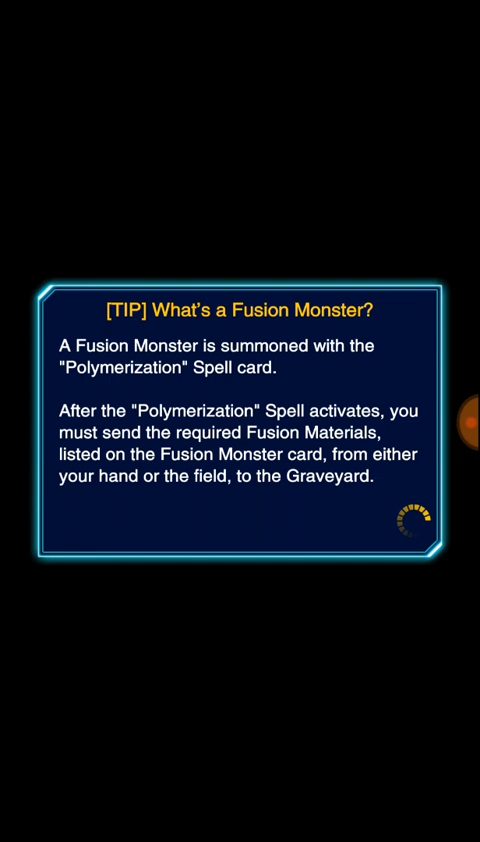 [TIP] What's a Fusion Monster?
A Fusion Monster is summoned with the
"Polymerization" Spell card.
After the "Polymerization" Spell activates, you
must send the required Fusion Materials,
listed on the Fusion Monster card, from either
your hand or the field, to the Graveyard.